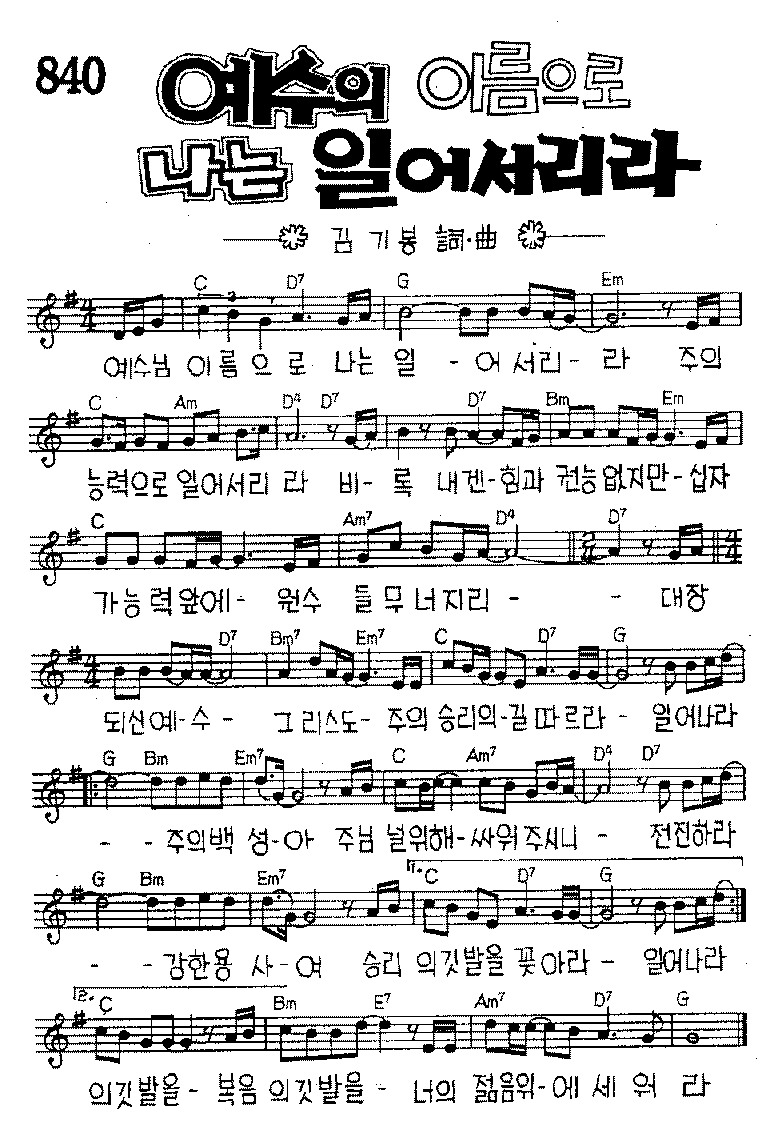 840
예수의 이름으로
나는 일어서리라
김기봉 詞·曲
C D7 G Em
예수님 이름으로 나는 일 - 어 서리 - 라 주의
C Am D4 D7 D7 Bm Em
능력으로 일어서리 라 비- 록 내겐-힘과 권능없지만-십자
C Am7 D4 D7
가능력앞에- 원수 들무너지리 - - 대장
D7 Bm7 Em7 C D7 G
되신예-수- 그리스도- 주의승리의-길따르라- 일어나라
G Bm Em7 C Am7 D4 D7
- - 주의백성-아 주님 널위해-싸워주시니 - 전진하라
G Bm Em7 1. C D7 G
- - 강한용 사-여 승리 의깃발을 꽂아라- 일어나라
2. C Bm E7 Am7 D7 G
의깃발을- 복음의깃발을 - 너의 젊음위-에 세 워 라